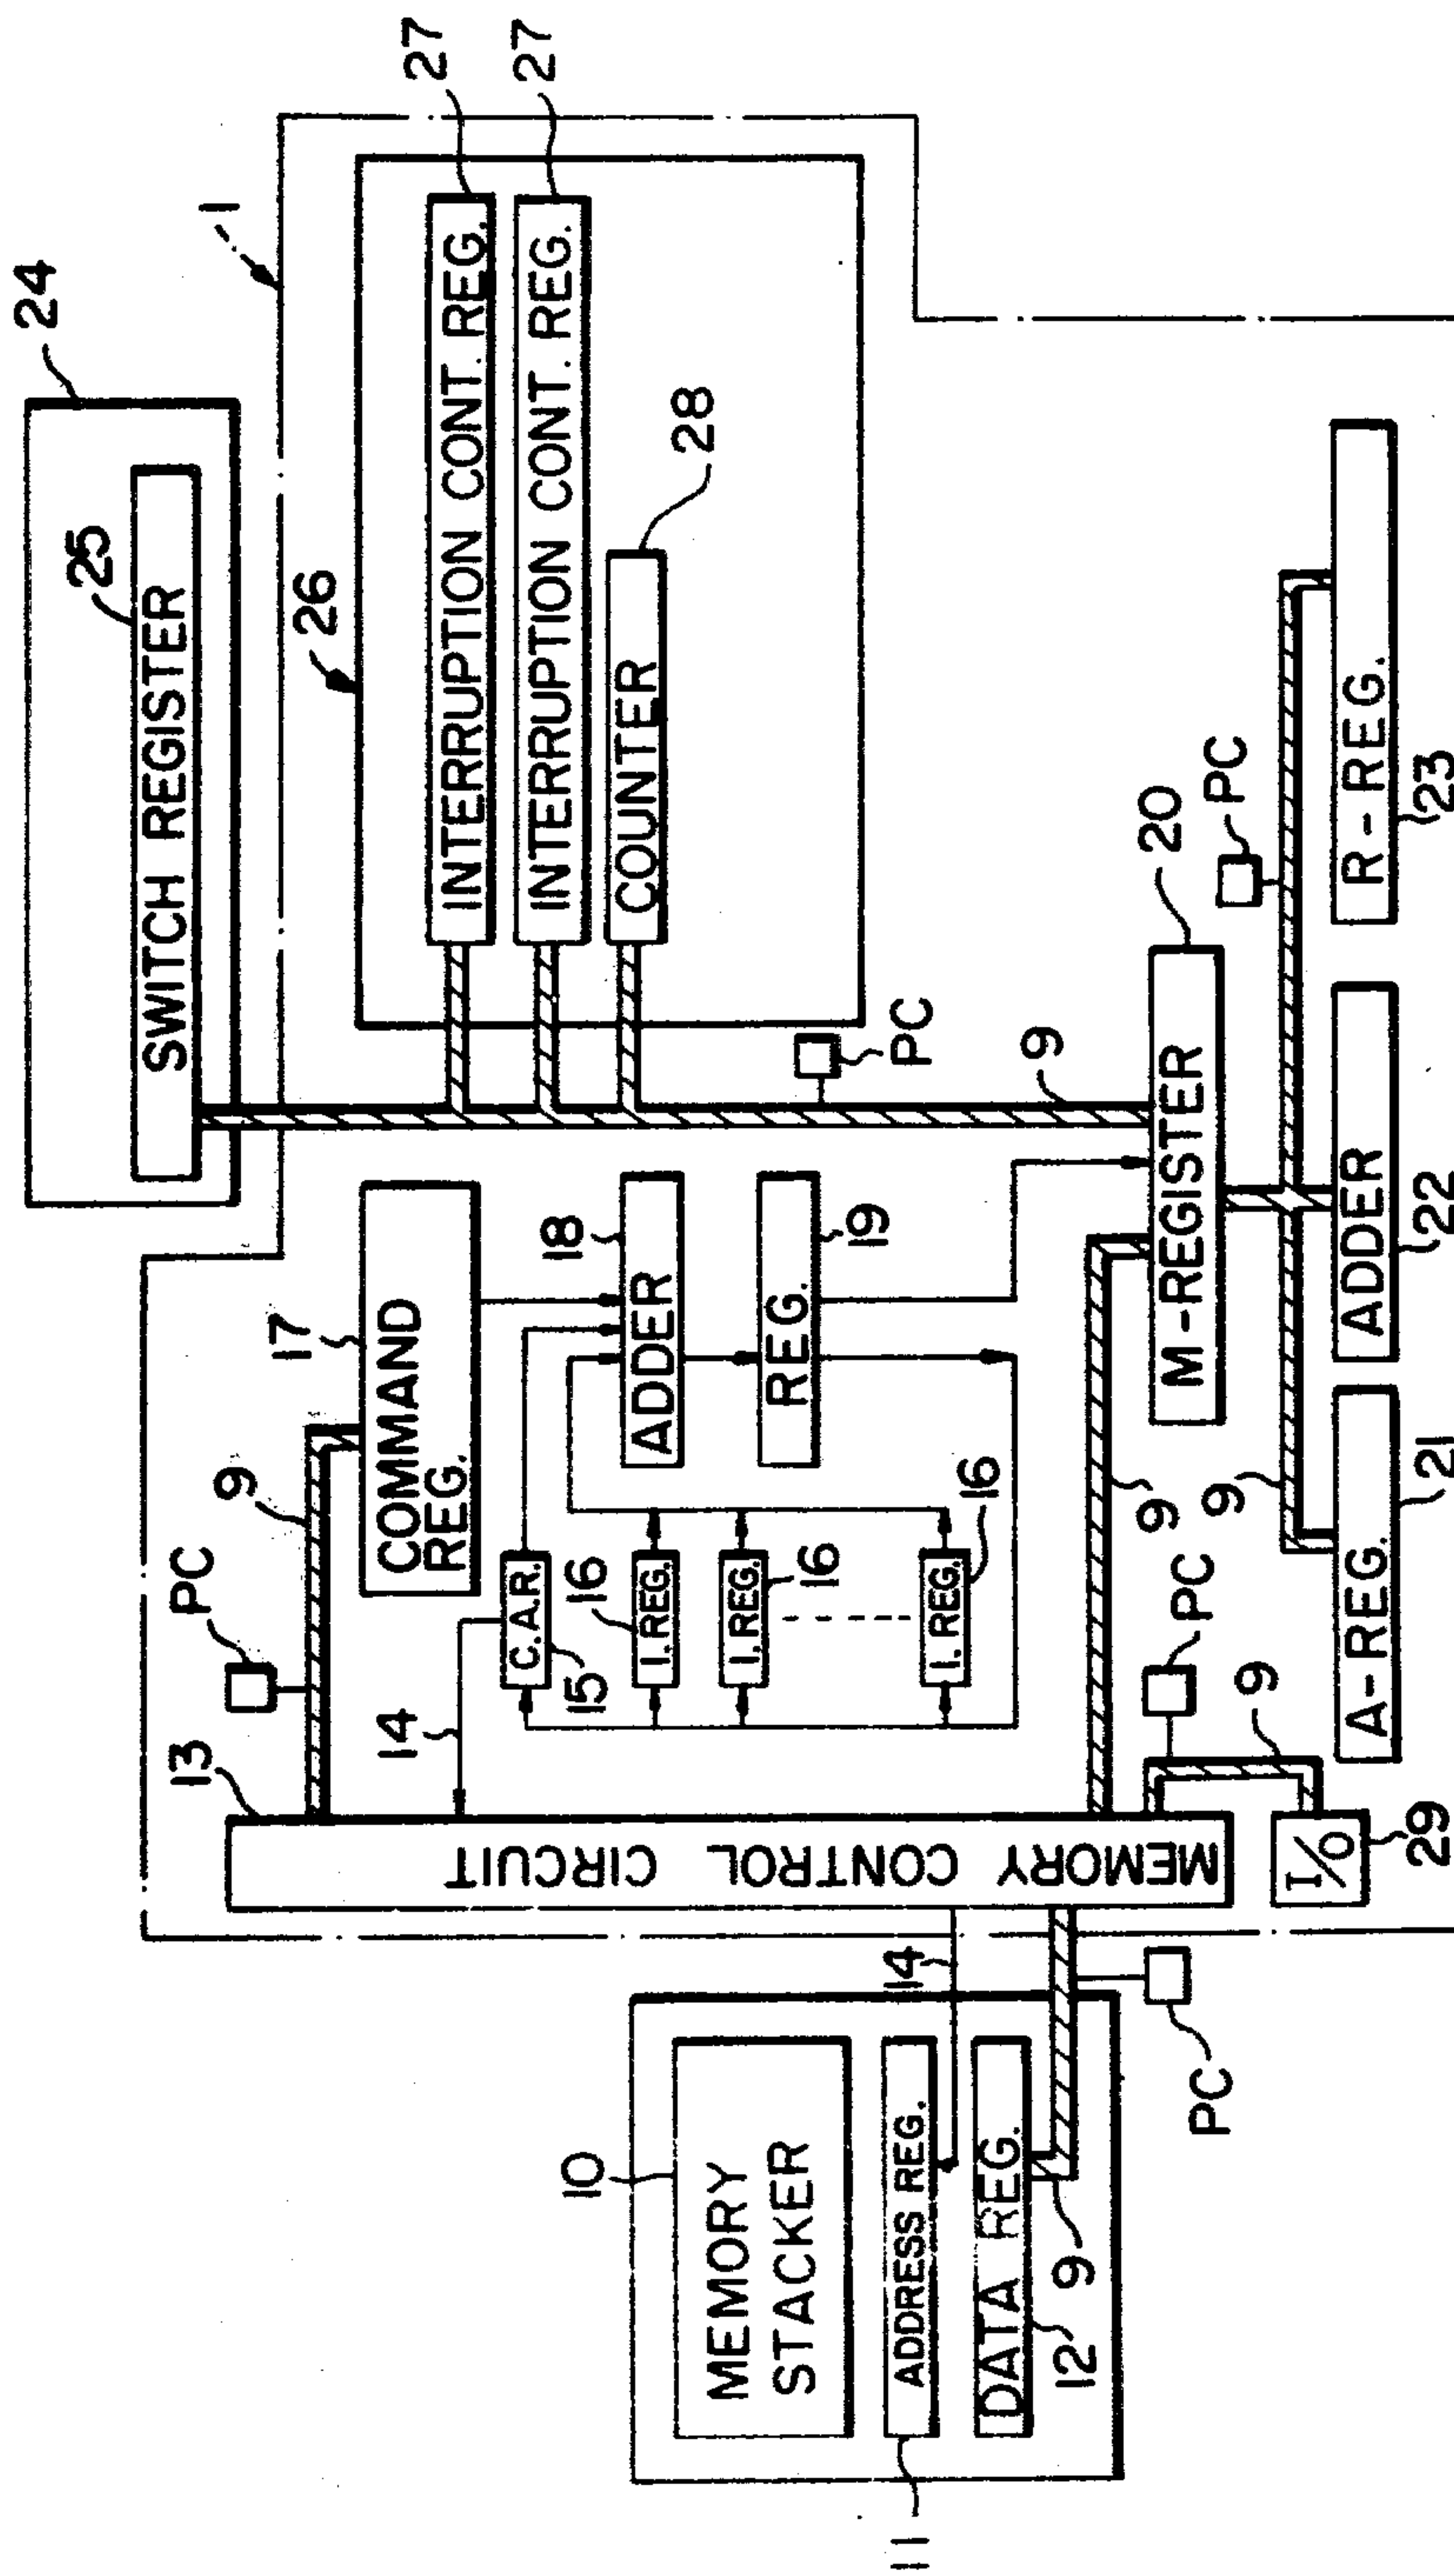 24
25
SWITCH REGISTER
1
27
27
26
INTERRUPTION CONT. REG.
INTERRUPTION CONT. REG.
COUNTER
28
PC
9
17
COMMAND
REG.
PC
9
13
14
C.A.R.
15
I. REG.
16
I. REG.
16
I. REG.
16
18
ADDER
REG.
19
MEMORY CONTROL CIRCUIT
10
MEMORY
STACKER
14
ADDRESS REG.
11
DATA REG.
12
9
PC
9
M-REGISTER
20
PC
PC
9
9
I/O
29
A-REG.
21
ADDER
22
R-REG.
23